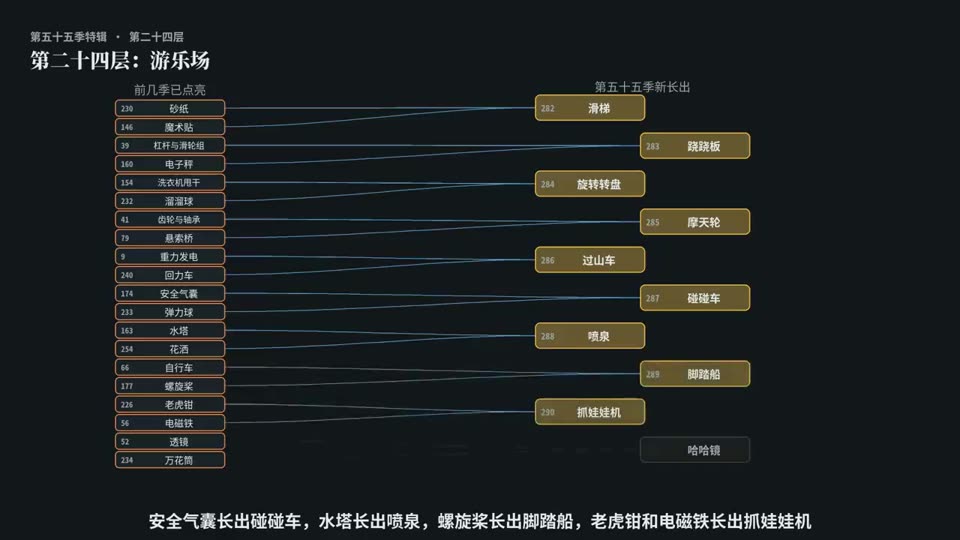 第五十五季特辑 · 第二十四层
第二十四层：游乐场
前几季已点亮
第五十五季新长出
230 砂纸
146 魔术贴
39 杠杆与滑轮组
160 电子秤
154 洗衣机甩干
232 溜溜球
41 齿轮与轴承
79 悬索桥
9 重力发电
240 回力车
174 安全气囊
233 弹力球
163 水塔
254 花洒
66 自行车
177 螺旋桨
226 老虎钳
56 电磁铁
52 透镜
234 万花筒
282 滑梯
283 跷跷板
284 旋转转盘
285 摩天轮
286 过山车
287 碰碰车
288 喷泉
289 脚踏船
290 抓娃娃机
哈哈镜
安全气囊长出碰碰车，水塔长出喷泉，螺旋桨长出脚踏船，老虎钳和电磁铁长出抓娃娃机